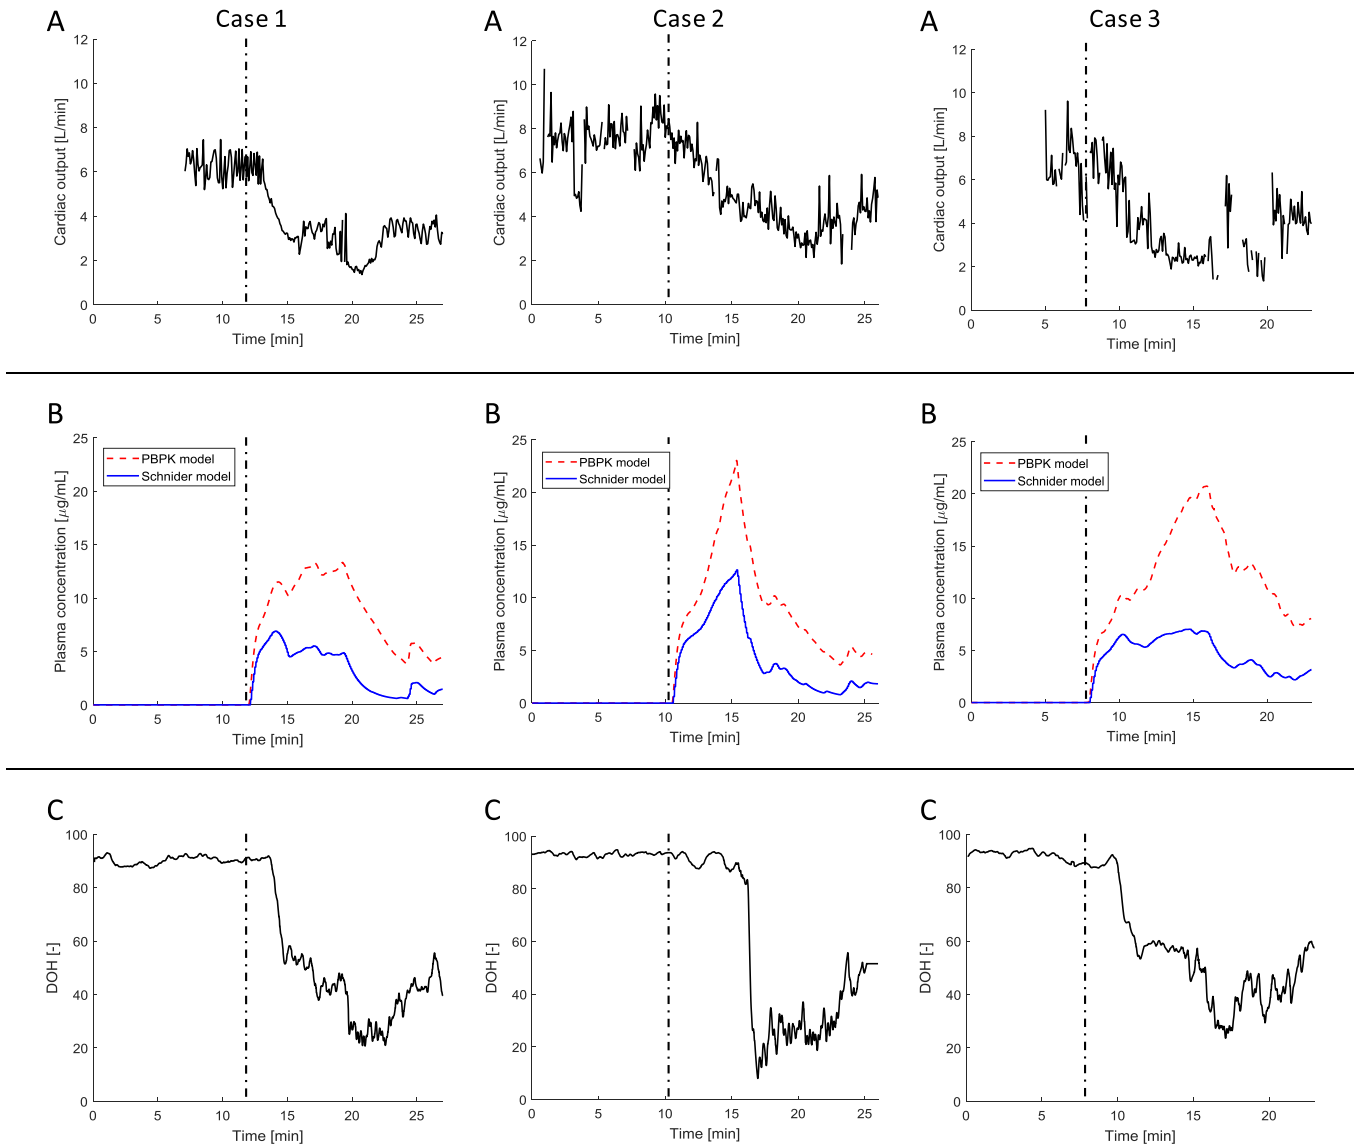 A Case 1
Cardiac output [L/min]
12
10
8
6
4
2
0
0 5 10 15 20 25
Time [min]
A Case 2
Cardiac output [L/min]
12
10
8
6
4
2
0
0 5 10 15 20 25
Time [min]
A Case 3
Cardiac output [L/min]
12
10
8
6
4
2
0
5 10 15 20
Time [min]
B
Plasma concentration [μg/mL]
25
20
15
10
5
0
PBPK model
Schnider model
0 5 10 15 20 25
Time [min]
B
Plasma concentration [μg/mL]
25
20
15
10
5
0
PBPK model
Schnider model
0 5 10 15 20 25
Time [min]
B
Plasma concentration [μg/mL]
25
20
15
10
5
0
PBPK model
Schnider model
0 5 10 15 20
Time [min]
C
DOH [-]
100
80
60
40
20
0
0 5 10 15 20 25
Time [min]
C
DOH [-]
100
80
60
40
20
0
0 5 10 15 20 25
Time [min]
C
DOH [-]
100
80
60
40
20
0
0 5 10 15 20
Time [min]